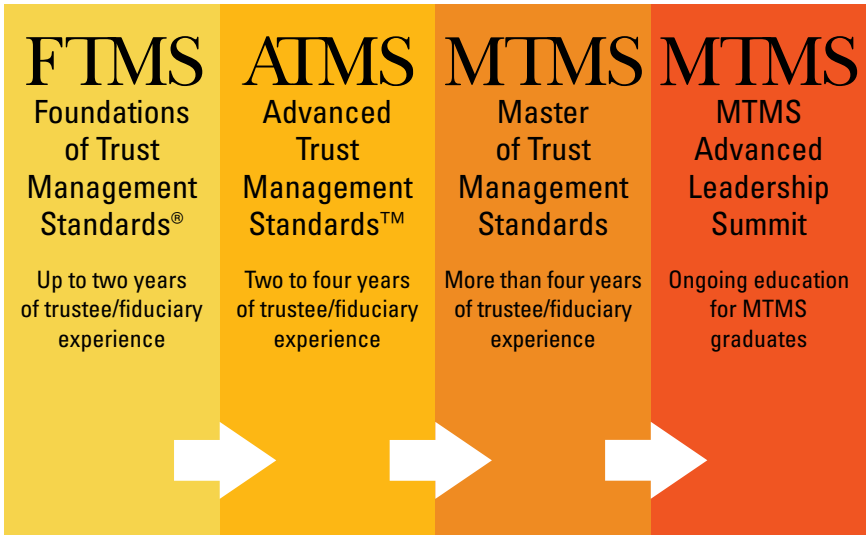 FTMS
Foundations
of Trust
Management
Standards®
Up to two years
of trustee/fiduciary
experience
ATMS
Advanced
Trust
Management
Standards™
Two to four years
of trustee/fiduciary
experience
MTMS
Master
of Trust
Management
Standards
More than four years
of trustee/fiduciary
experience
MTMS
MTMS
Advanced
Leadership
Summit
Ongoing education
for MTMS
graduates